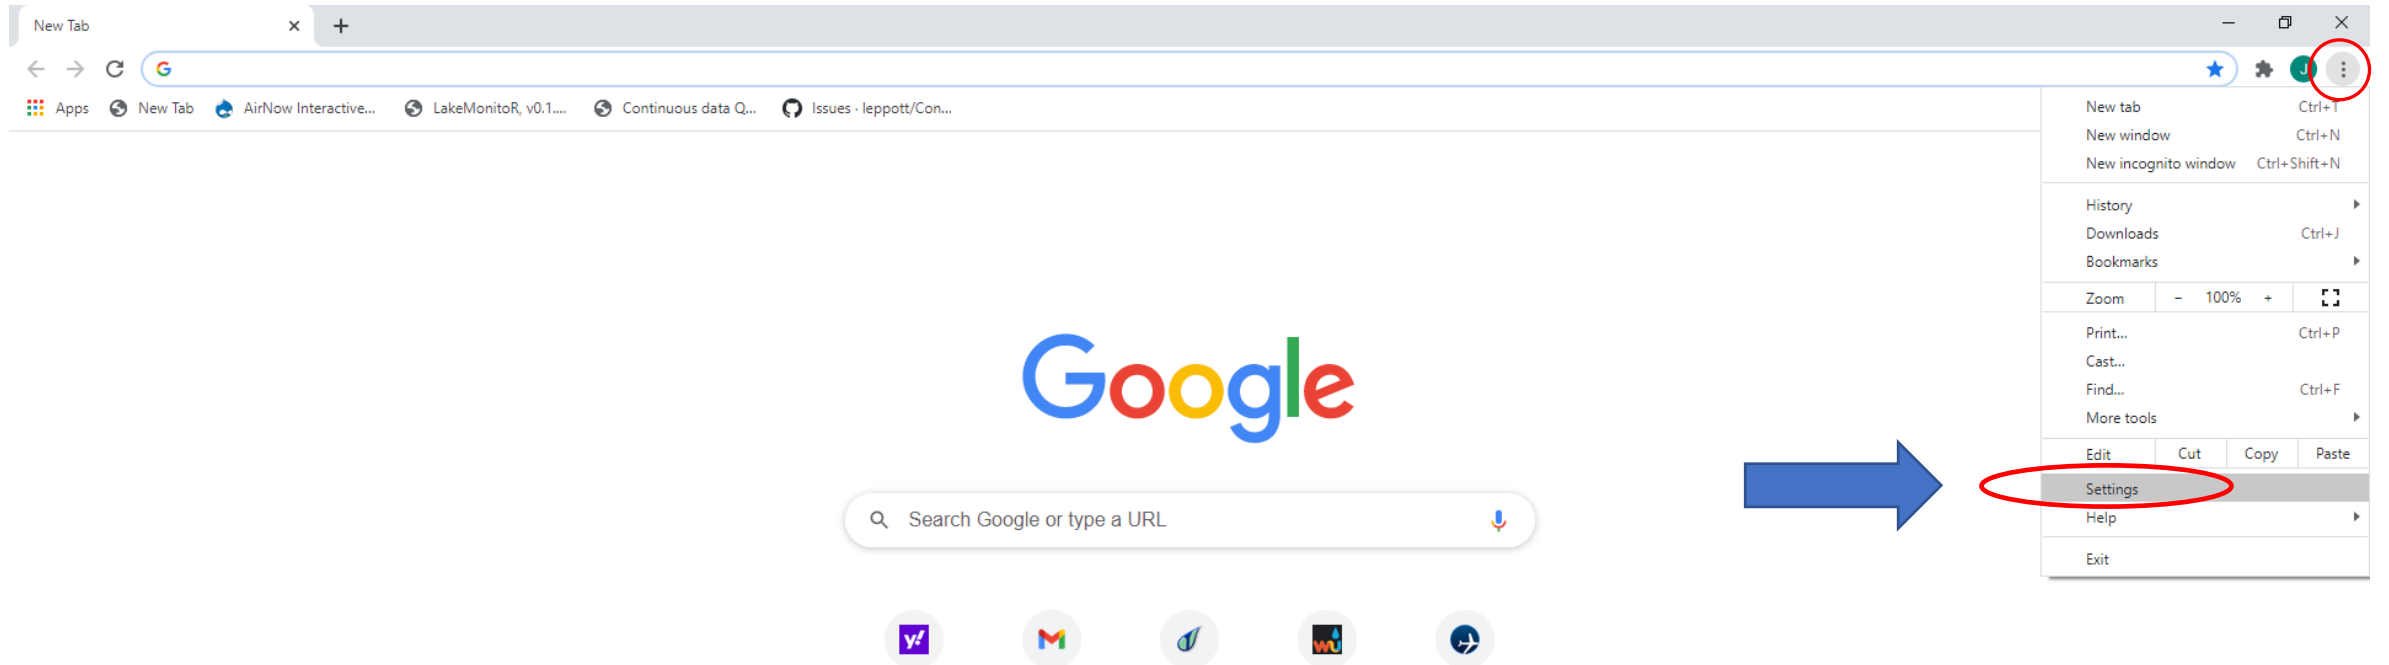 New Tab
Apps New Tab AirNow Interactive... LakeMonitoR, v0.1.... Continuous data Q... Issues · leppott/Con...
J
New tab Ctrl+T
New window Ctrl+N
New incognito window Ctrl+Shift+N
History
Downloads Ctrl+J
Bookmarks
Zoom - 100% +
Print... Ctrl+P
Cast...
Find... Ctrl+F
More tools
Edit Cut Copy Paste
Settings
Help
Exit
Google
Search Google or type a URL
y! M wu